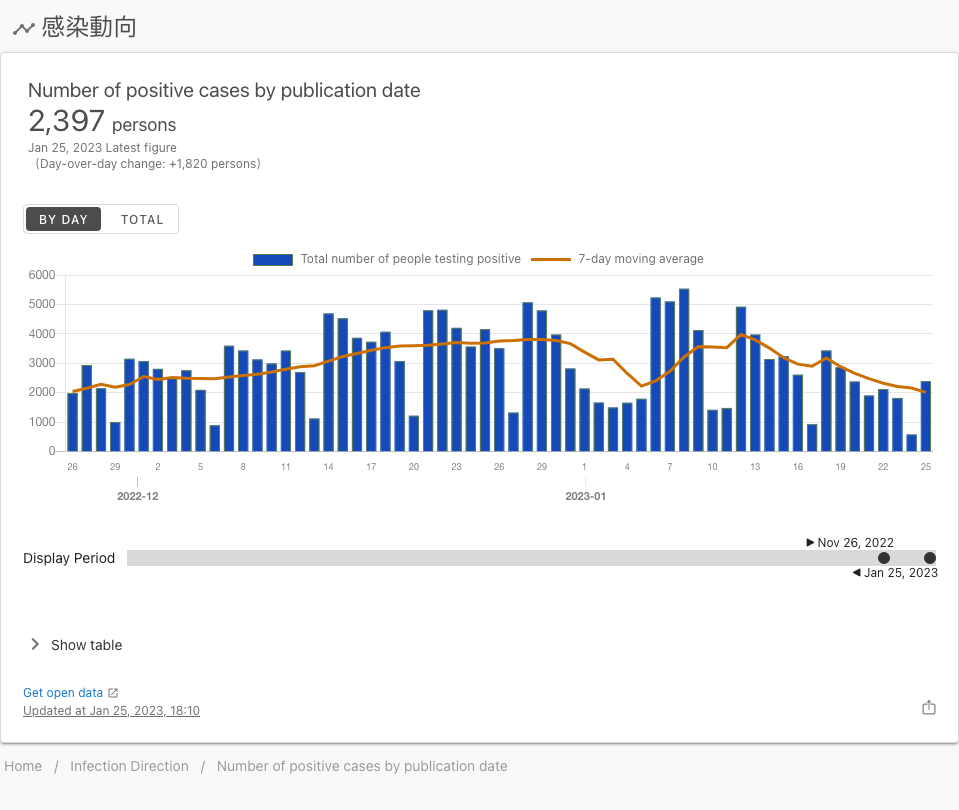 感染動向
Number of positive cases by publication date
2,397 persons
Jan 25, 2023 Latest figure
(Day-over-day change: +1,820 persons)
BY DAY TOTAL
Total number of people testing positive 7-day moving average
6000
5000
4000
3000
2000
1000
0
26 29 2 5 8 11 14 17 20 23 26 29 1 4 7 10 13 16 19 22 25
2022-12 2023-01
Nov 26, 2022
Display Period
Jan 25, 2023
Show table
Get open data
Updated at Jan 25, 2023, 18:10
Home / Infection Direction / Number of positive cases by publication date